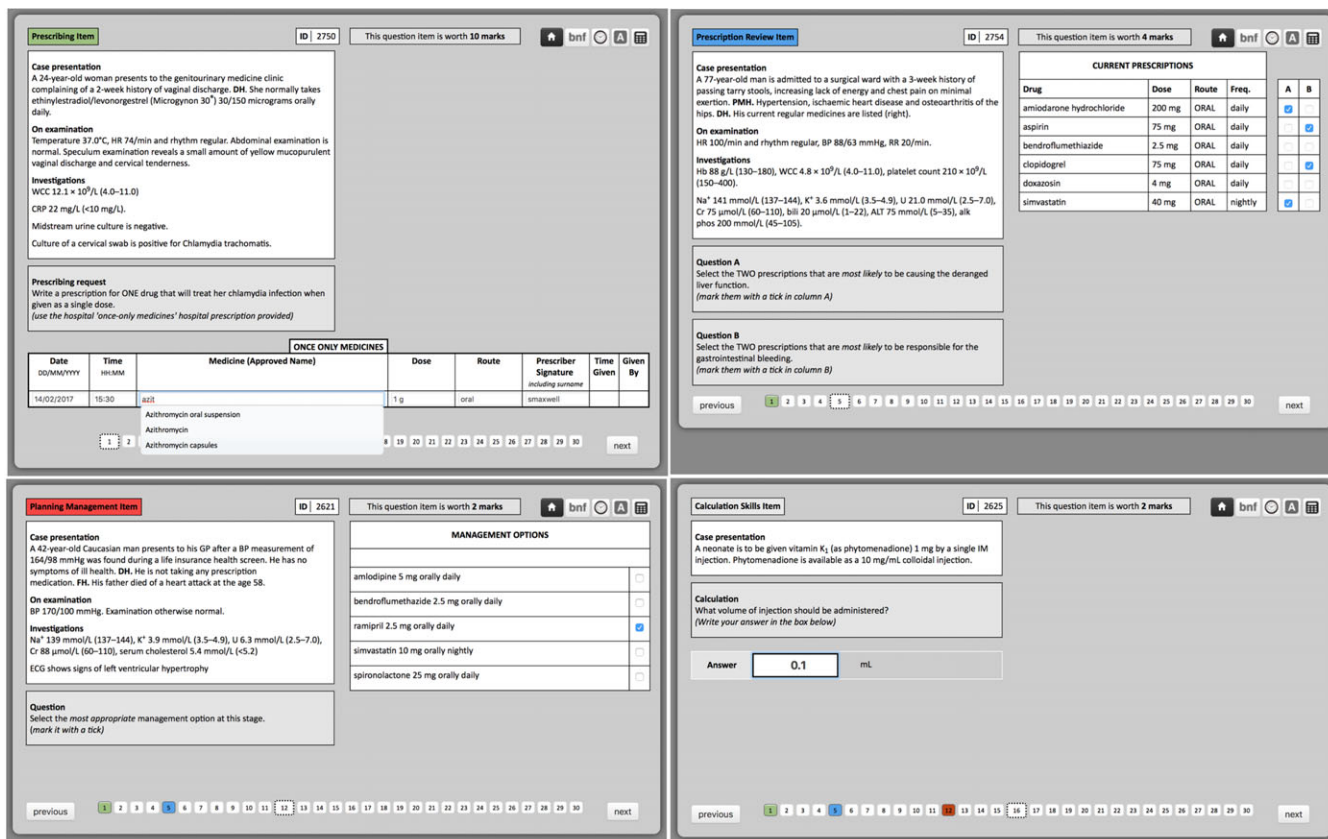 Prescribing Item
ID 2750
This question item is worth 10 marks
bnf
A
Case presentation
A 24-year-old woman presents to the genitourinary medicine clinic
complaining of a 2-week history of vaginal discharge. DH. She normally takes
ethinylestradiol/levonorgestrel (Microgynon 30®) 30/150 micrograms orally
daily.
On examination
Temperature 37.0°C, HR 74/min and rhythm regular. Abdominal examination is
normal. Speculum examination reveals a small amount of yellow mucopurulent
vaginal discharge and cervical tenderness.
Investigations
WCC 12.1 × 10⁹/L (4.0–11.0)
CRP 22 mg/L (<10 mg/L).
Midstream urine culture is negative.
Culture of a cervical swab is positive for Chlamydia trachomatis.
Prescribing request
Write a prescription for ONE drug that will treat her chlamydia infection when
given as a single dose.
(use the hospital 'once-only medicines' hospital prescription provided)
ONCE ONLY MEDICINES
Date DD/MM/YYYY Time HH:MM Medicine (Approved Name) Dose Route Prescriber Signature including surname Time Given Given By
14/02/2017 15:30 azit 1 g oral smaxwell
Azithromycin oral suspension
Azithromycin
Azithromycin capsules
1 2 8 19 20 21 22 23 24 25 26 27 28 29 30 next
Prescription Review Item
ID 2754
This question item is worth 4 marks
bnf
A
Case presentation
A 77-year-old man is admitted to a surgical ward with a 3-week history of
passing tarry stools, increasing lack of energy and chest pain on minimal
exertion. PMH. Hypertension, ischaemic heart disease and osteoarthritis of the
hips. DH. His current regular medicines are listed (right).
On examination
HR 100/min and rhythm regular, BP 88/63 mmHg, RR 20/min.
Investigations
Hb 88 g/L (130–180), WCC 4.8 × 10⁹/L (4.0–11.0), platelet count 210 × 10⁹/L
(150–400).
Na⁺ 141 mmol/L (137–144), K⁺ 3.6 mmol/L (3.5–4.9), U 21.0 mmol/L (2.5–7.0),
Cr 75 µmol/L (60–110), bili 20 µmol/L (1–22), ALT 75 mmol/L (5–35), alk
phos 200 mmol/L (45–105).
Question A
Select the TWO prescriptions that are most likely to be causing the deranged
liver function.
(mark them with a tick in column A)
Question B
Select the TWO prescriptions that are most likely to be responsible for the
gastrointestinal bleeding.
(mark them with a tick in column B)
CURRENT PRESCRIPTIONS
Drug Dose Route Freq. A B
amiodarone hydrochloride 200 mg ORAL daily
aspirin 75 mg ORAL daily
bendroflumethiazide 2.5 mg ORAL daily
clopidogrel 75 mg ORAL daily
doxazosin 4 mg ORAL daily
simvastatin 40 mg ORAL nightly
previous 1 2 3 4 5 6 7 8 9 10 11 12 13 14 15 16 17 18 19 20 21 22 23 24 25 26 27 28 29 30 next
Planning Management Item
ID 2621
This question item is worth 2 marks
bnf
A
Case presentation
A 42-year-old Caucasian man presents to his GP after a BP measurement of
164/98 mmHg was found during a life insurance health screen. He has no
symptoms of ill health. DH. He is not taking any prescription
medication. FH. His father died of a heart attack at the age 58.
On examination
BP 170/100 mmHg. Examination otherwise normal.
Investigations
Na⁺ 139 mmol/L (137–144), K⁺ 3.9 mmol/L (3.5–4.9), U 6.3 mmol/L (2.5–7.0),
Cr 88 µmol/L (60–110), serum cholesterol 5.4 mmol/L (<5.2)
ECG shows signs of left ventricular hypertrophy
Question
Select the most appropriate management option at this stage.
(mark it with a tick)
MANAGEMENT OPTIONS
amlodipine 5 mg orally daily
bendroflumethazide 2.5 mg orally daily
ramipril 2.5 mg orally daily
simvastatin 10 mg orally nightly
spironolactone 25 mg orally daily
previous 1 2 3 4 5 6 7 8 9 10 11 12 13 14 15 16 17 18 19 20 21 22 23 24 25 26 27 28 29 30 next
Calculation Skills Item
ID 2625
This question item is worth 2 marks
bnf
A
Case presentation
A neonate is to be given vitamin K₁ (as phytomenadione) 1 mg by a single IM
injection. Phytomenadione is available as a 10 mg/mL colloidal injection.
Calculation
What volume of injection should be administered?
(Write your answer in the box below)
Answer 0.1 mL
previous 1 2 3 4 5 6 7 8 9 10 11 12 13 14 15 16 17 18 19 20 21 22 23 24 25 26 27 28 29 30 next